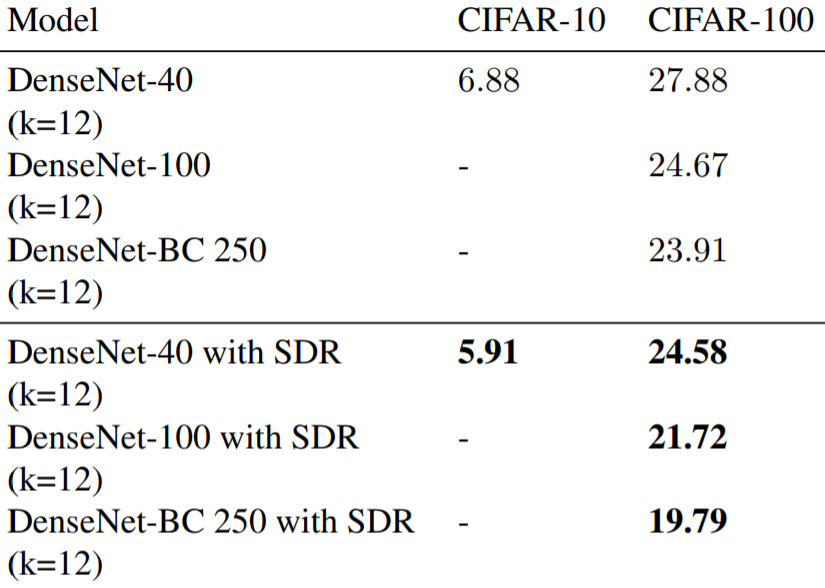 Model CIFAR-10 CIFAR-100
DenseNet-40 6.88 27.88
(k=12)
DenseNet-100 - 24.67
(k=12)
DenseNet-BC 250 - 23.91
(k=12)
DenseNet-40 with SDR 5.91 24.58
(k=12)
DenseNet-100 with SDR - 21.72
(k=12)
DenseNet-BC 250 with SDR - 19.79
(k=12)